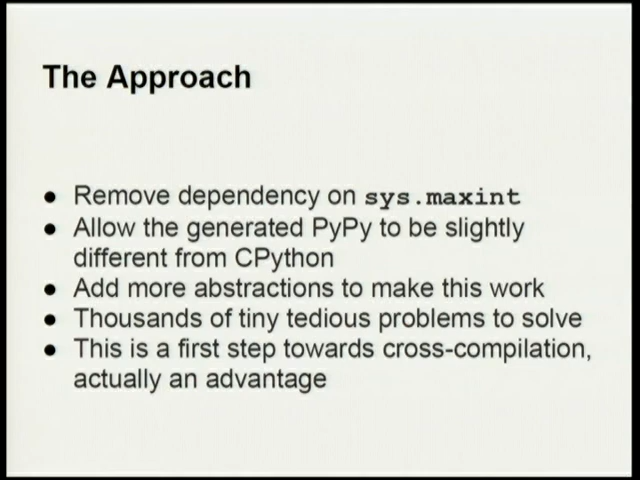 The Approach
● Remove dependency on sys.maxint
● Allow the generated PyPy to be slightly
different from CPython
● Add more abstractions to make this work
● Thousands of tiny tedious problems to solve
● This is a first step towards cross-compilation,
actually an advantage